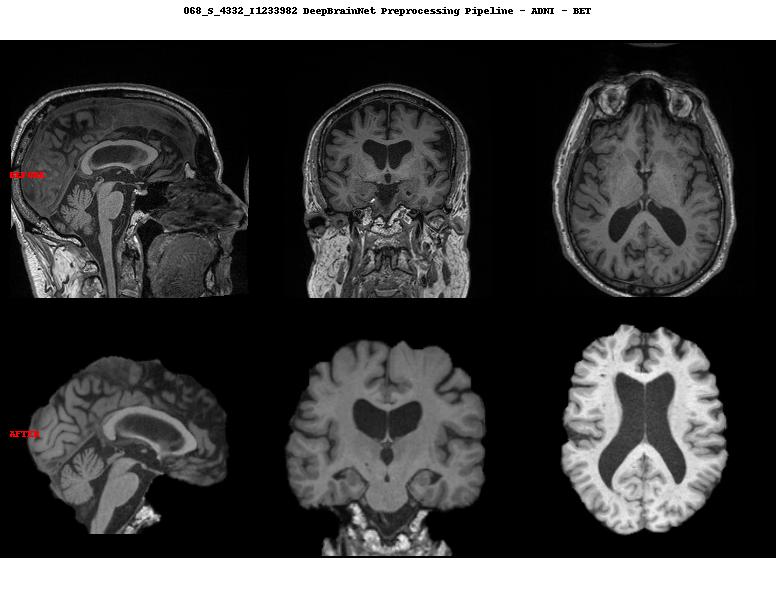 068_S_4332_I1233982 DeepBrainNet Preprocessing Pipeline - ADNI - BET
BEFORE
AFTER